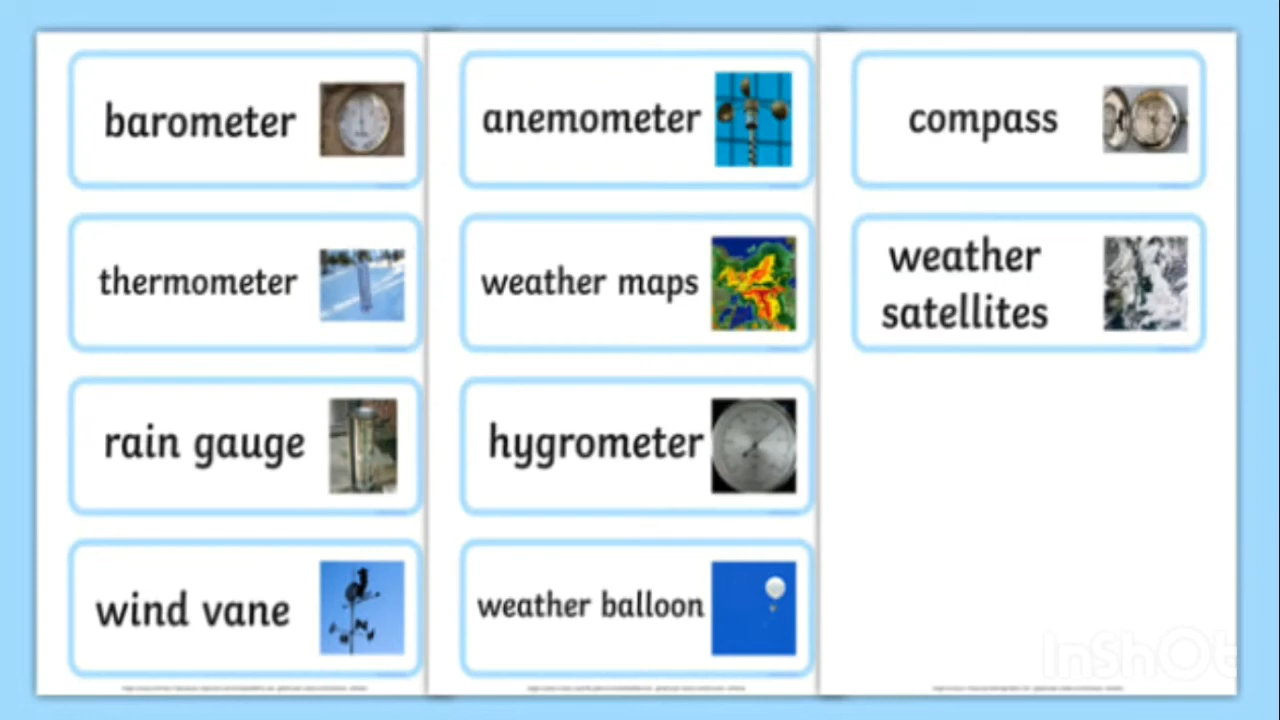 barometer
thermometer
rain gauge
wind vane
anemometer
weather maps
hygrometer
weather balloon
compass
weather
satellites
InShOt